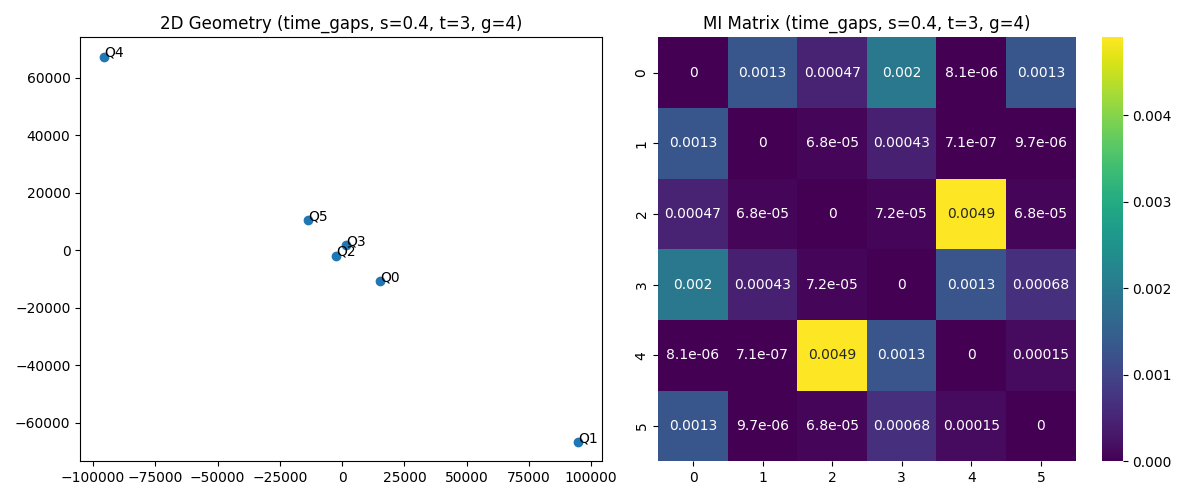 2D Geometry (time_gaps, s=0.4, t=3, g=4)
Q4
Q5
Q3
Q2
Q0
Q1
60000
40000
20000
0
−20000
−40000
−60000
−100000 −75000 −50000 −25000 0 25000 50000 75000 100000
MI Matrix (time_gaps, s=0.4, t=3, g=4)
0 0 0.0013 0.00047 0.002 8.1e-06 0.0013
1 0.0013 0 6.8e-05 0.00043 7.1e-07 9.7e-06
2 0.00047 6.8e-05 0 7.2e-05 0.0049 6.8e-05
3 0.002 0.00043 7.2e-05 0 0.0013 0.00068
4 8.1e-06 7.1e-07 0.0049 0.0013 0 0.00015
5 0.0013 9.7e-06 6.8e-05 0.00068 0.00015 0
0 1 2 3 4 5
0.004
0.003
0.002
0.001
0.000